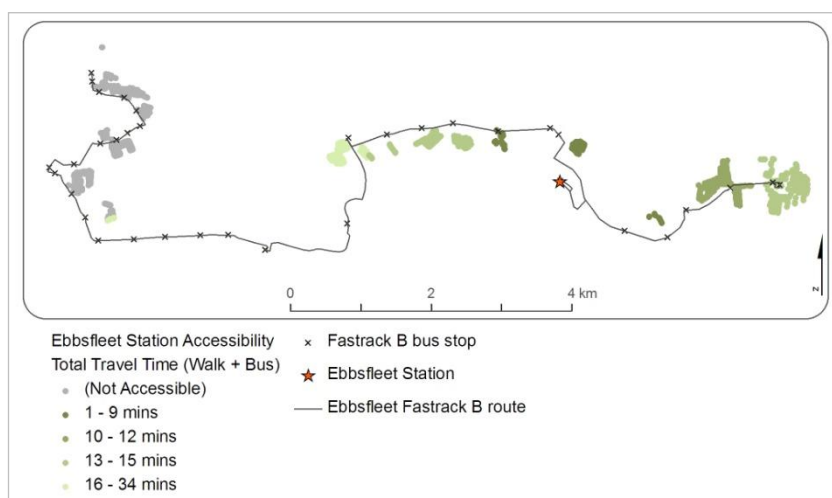 0 2 4 km
z
Ebbsfleet Station Accessibility
Total Travel Time (Walk + Bus)
(Not Accessible)
1 - 9 mins
10 - 12 mins
13 - 15 mins
16 - 34 mins
Fastrack B bus stop
Ebbsfleet Station
Ebbsfleet Fastrack B route